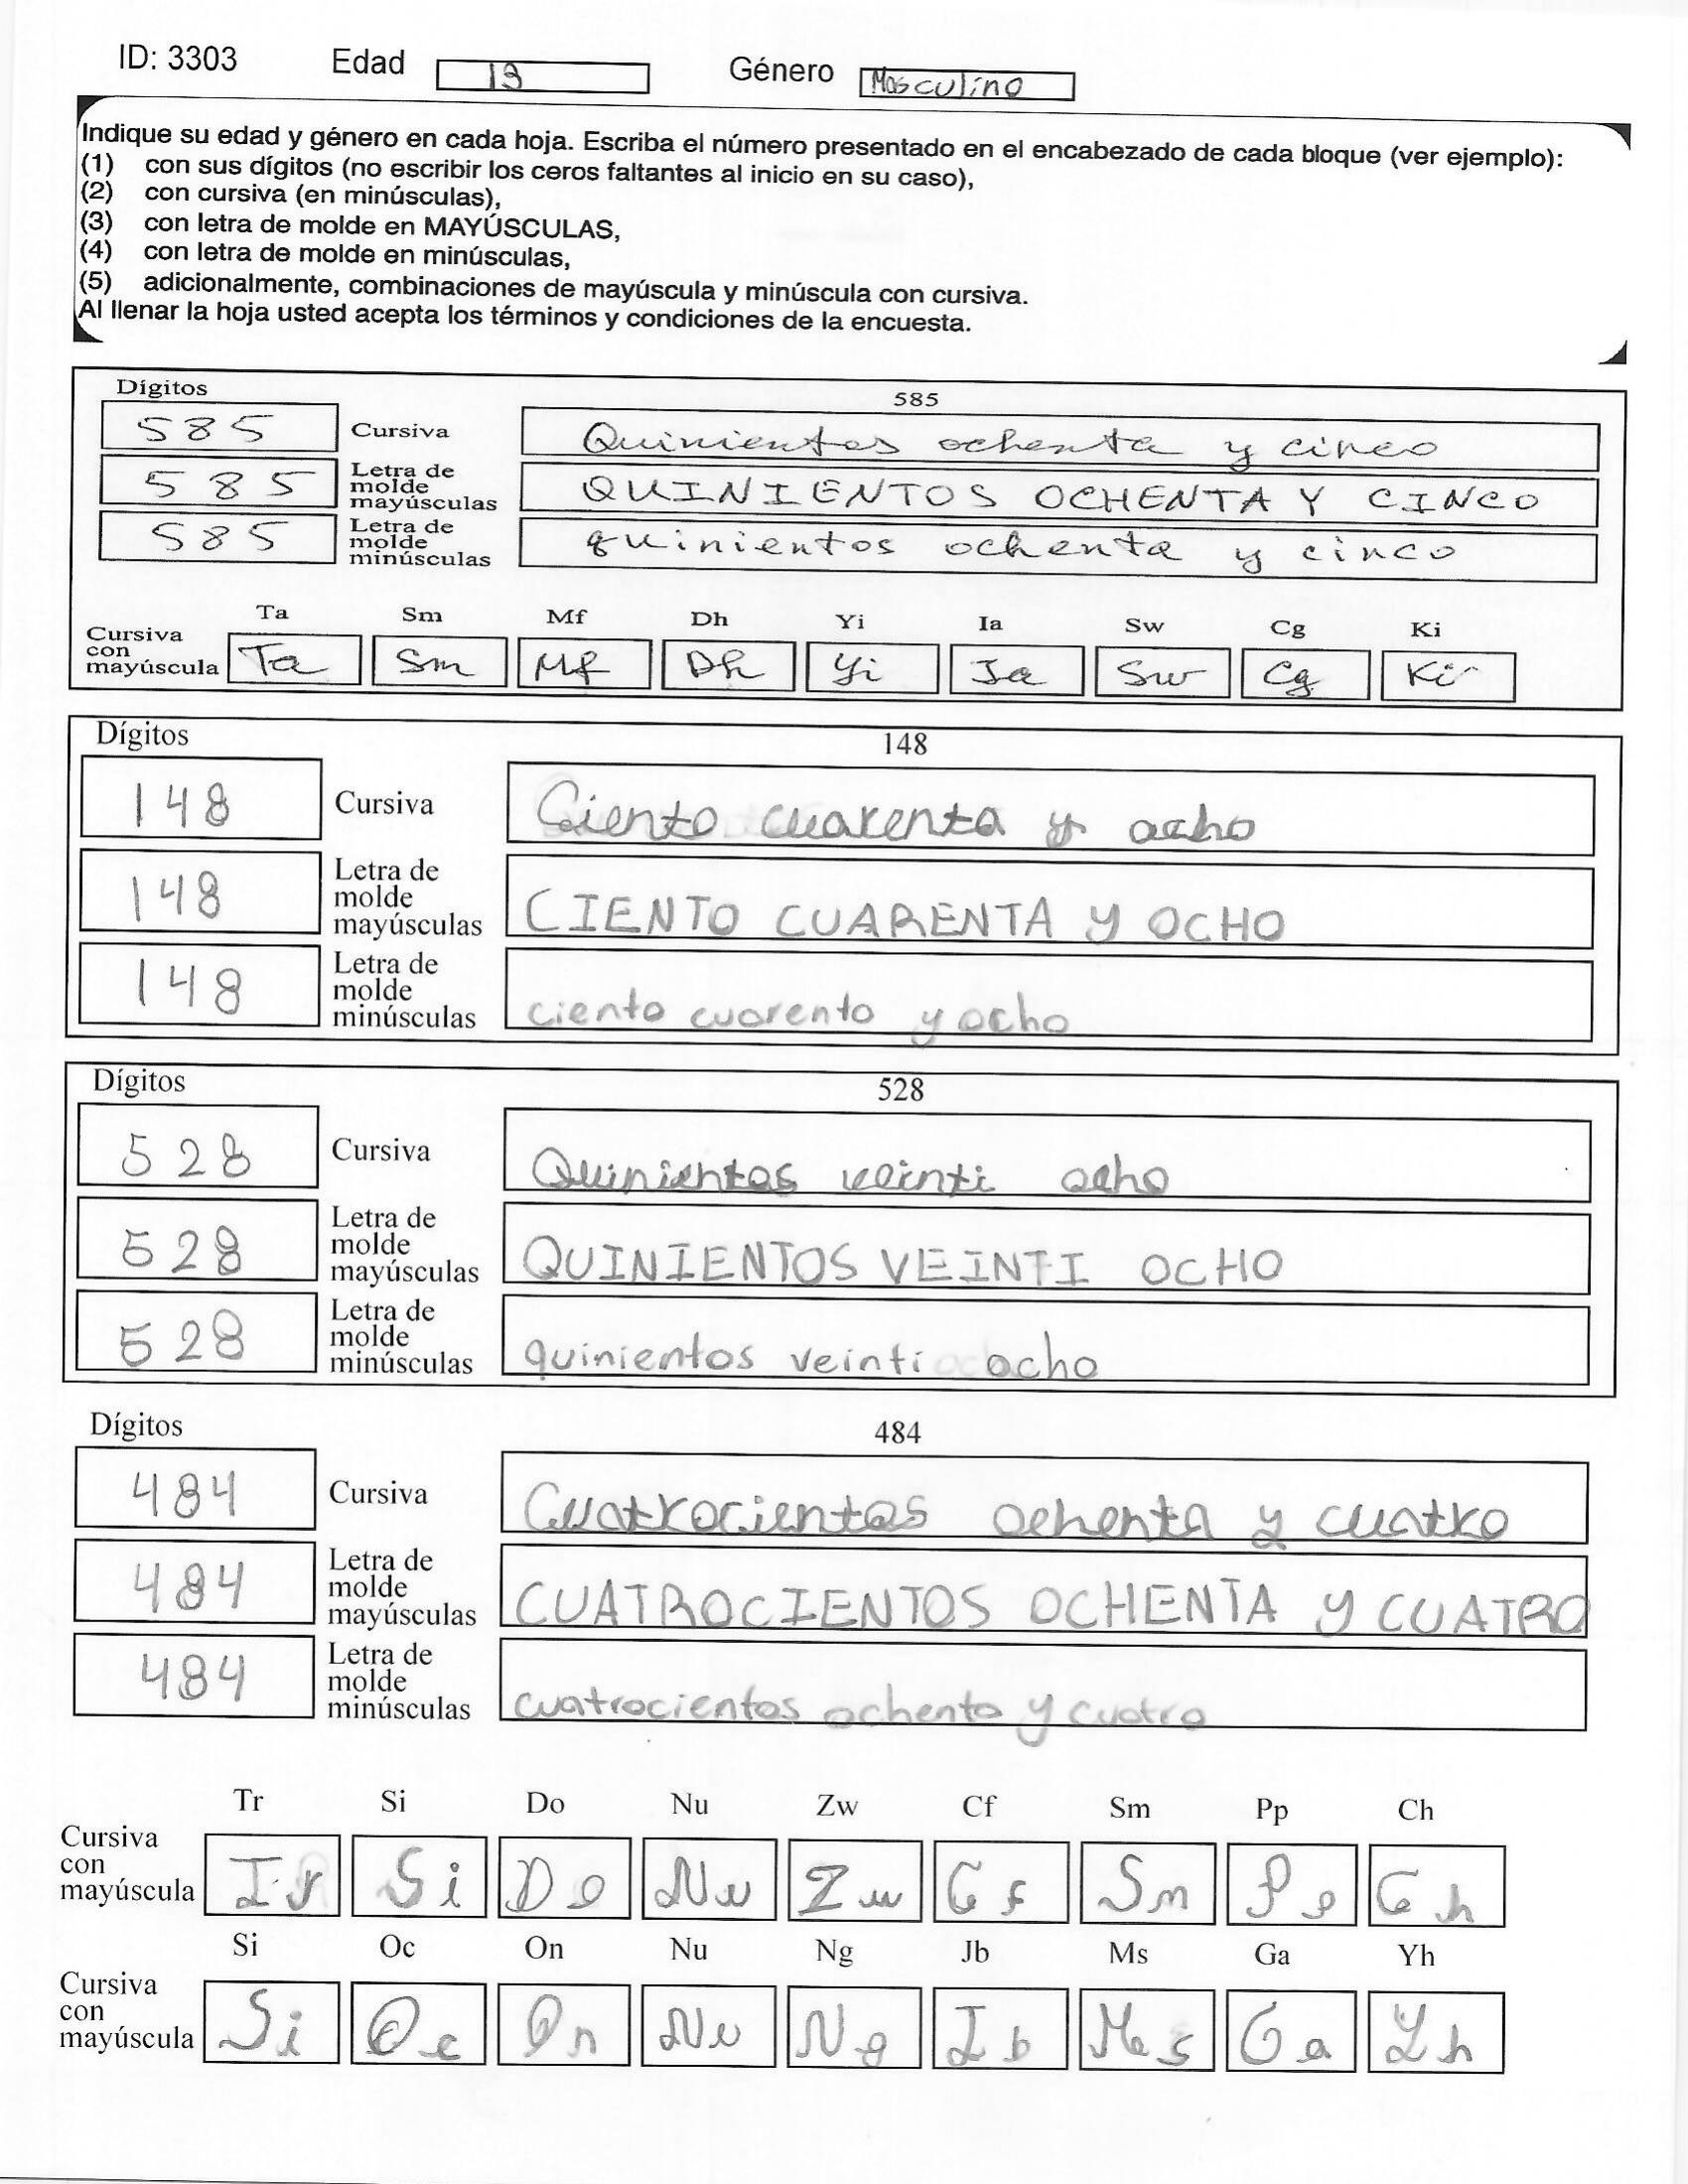 ID: 3303 Edad 13 Género Masculino
Indique su edad y género en cada hoja. Escriba el número presentado en el encabezado de cada bloque (ver ejemplo):
(1) con sus dígitos (no escribir los ceros faltantes al inicio en su caso),
(2) con cursiva (en minúsculas),
(3) con letra de molde en MAYÚSCULAS,
(4) con letra de molde en minúsculas,
(5) adicionalmente, combinaciones de mayúscula y minúscula con cursiva.
Al llenar la hoja usted acepta los términos y condiciones de la encuesta.
Dígitos 585
585 Cursiva Quinientos ochenta y cinco
585 Letra de molde mayúsculas QUINIENTOS OCHENTA Y CINCO
585 Letra de molde minúsculas quinientos ochenta y cinco
Ta Sm Mf Dh Yi Ia Sw Cg Ki
Cursiva con mayúscula Ta Sm Mf Dh Yi Ia Sw Cg Ki
Dígitos 148
148 Cursiva Ciento cuarenta y ocho
148 Letra de molde mayúsculas CIENTO CUARENTA Y OCHO
148 Letra de molde minúsculas ciento cuarento y ocho
Dígitos 528
528 Cursiva Quinientos veinti ocho
528 Letra de molde mayúsculas QUINIENTOS VEINTI OCHO
528 Letra de molde minúsculas quinientos veinti ocho
Dígitos 484
484 Cursiva Cuatrocientos ochenta y cuatro
484 Letra de molde mayúsculas CUATROCIENTOS OCHENTA Y CUATRO
484 Letra de molde minúsculas cuatrocientos ochento y cuotro
Tr Si Do Nu Zw Cf Sm Pp Ch
Cursiva con mayúscula Tr Si Do Nu Zw Cf Sm Pp Ch
Si Oc On Nu Ng Jb Ms Ga Yh
Cursiva con mayúscula Si Oc On Nu Ng Jb Ms Ga Yh